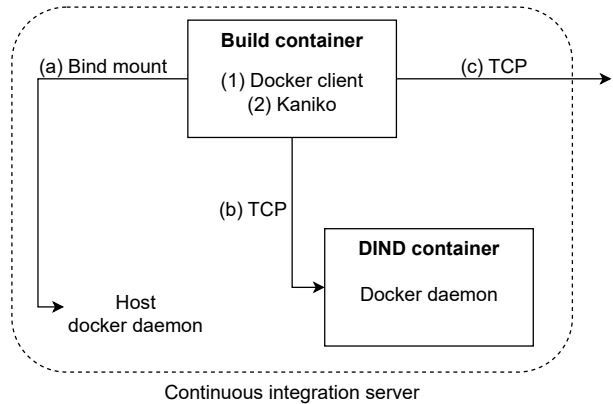 Build container
(a) Bind mount
(1) Docker client
(c) TCP
(2) Kaniko
(b) TCP
DIND container
Docker daemon
Host
docker daemon
Continuous integration server